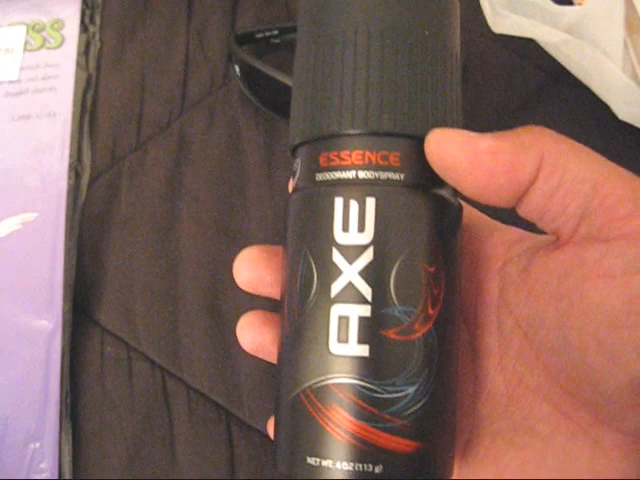 ESSENCE
DEODORANT BODYSPRAY
AXE
NET WT. 4 OZ (113 g)